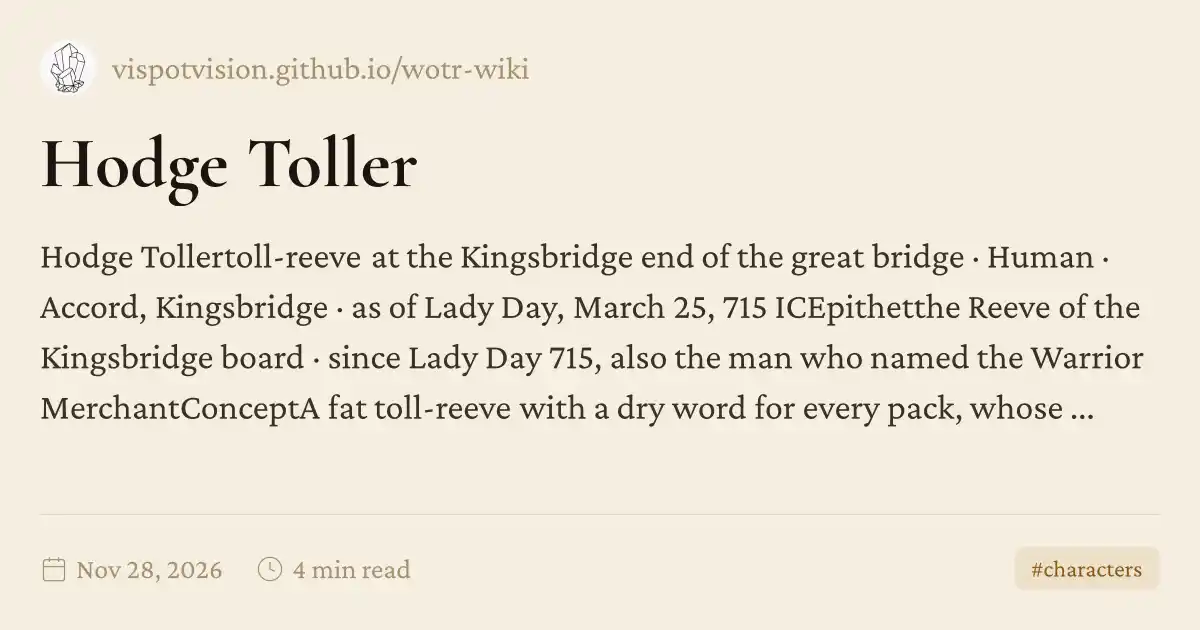 vispotvision.github.io/wotr-wiki
Hodge Toller
Hodge Tollertoll-reeve at the Kingsbridge end of the great bridge · Human ·
Accord, Kingsbridge · as of Lady Day, March 25, 715 ICEpithetthe Reeve of the
Kingsbridge board · since Lady Day 715, also the man who named the Warrior
MerchantConceptA fat toll-reeve with a dry word for every pack, whose ...
Nov 28, 2026
4 min read
#characters